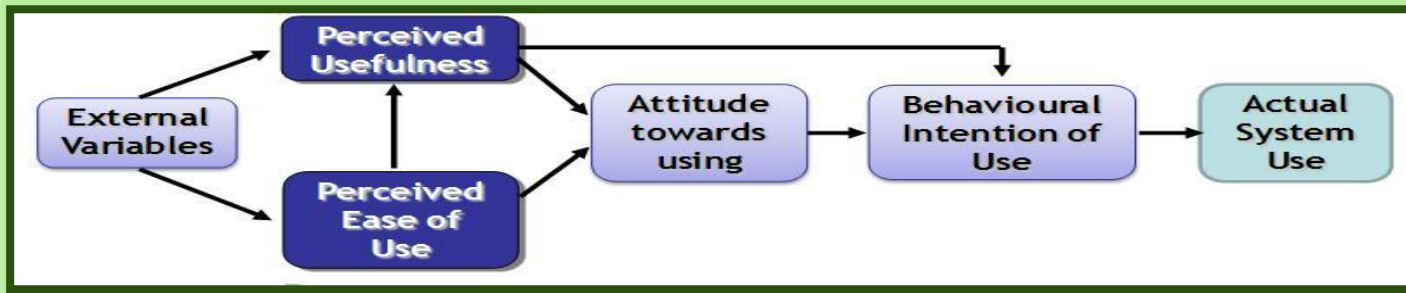 Perceived
Usefulness
External
Variables
Perceived
Ease of
Use
Attitude
towards
using
Behavioural
Intention of
Use
Actual
System
Use